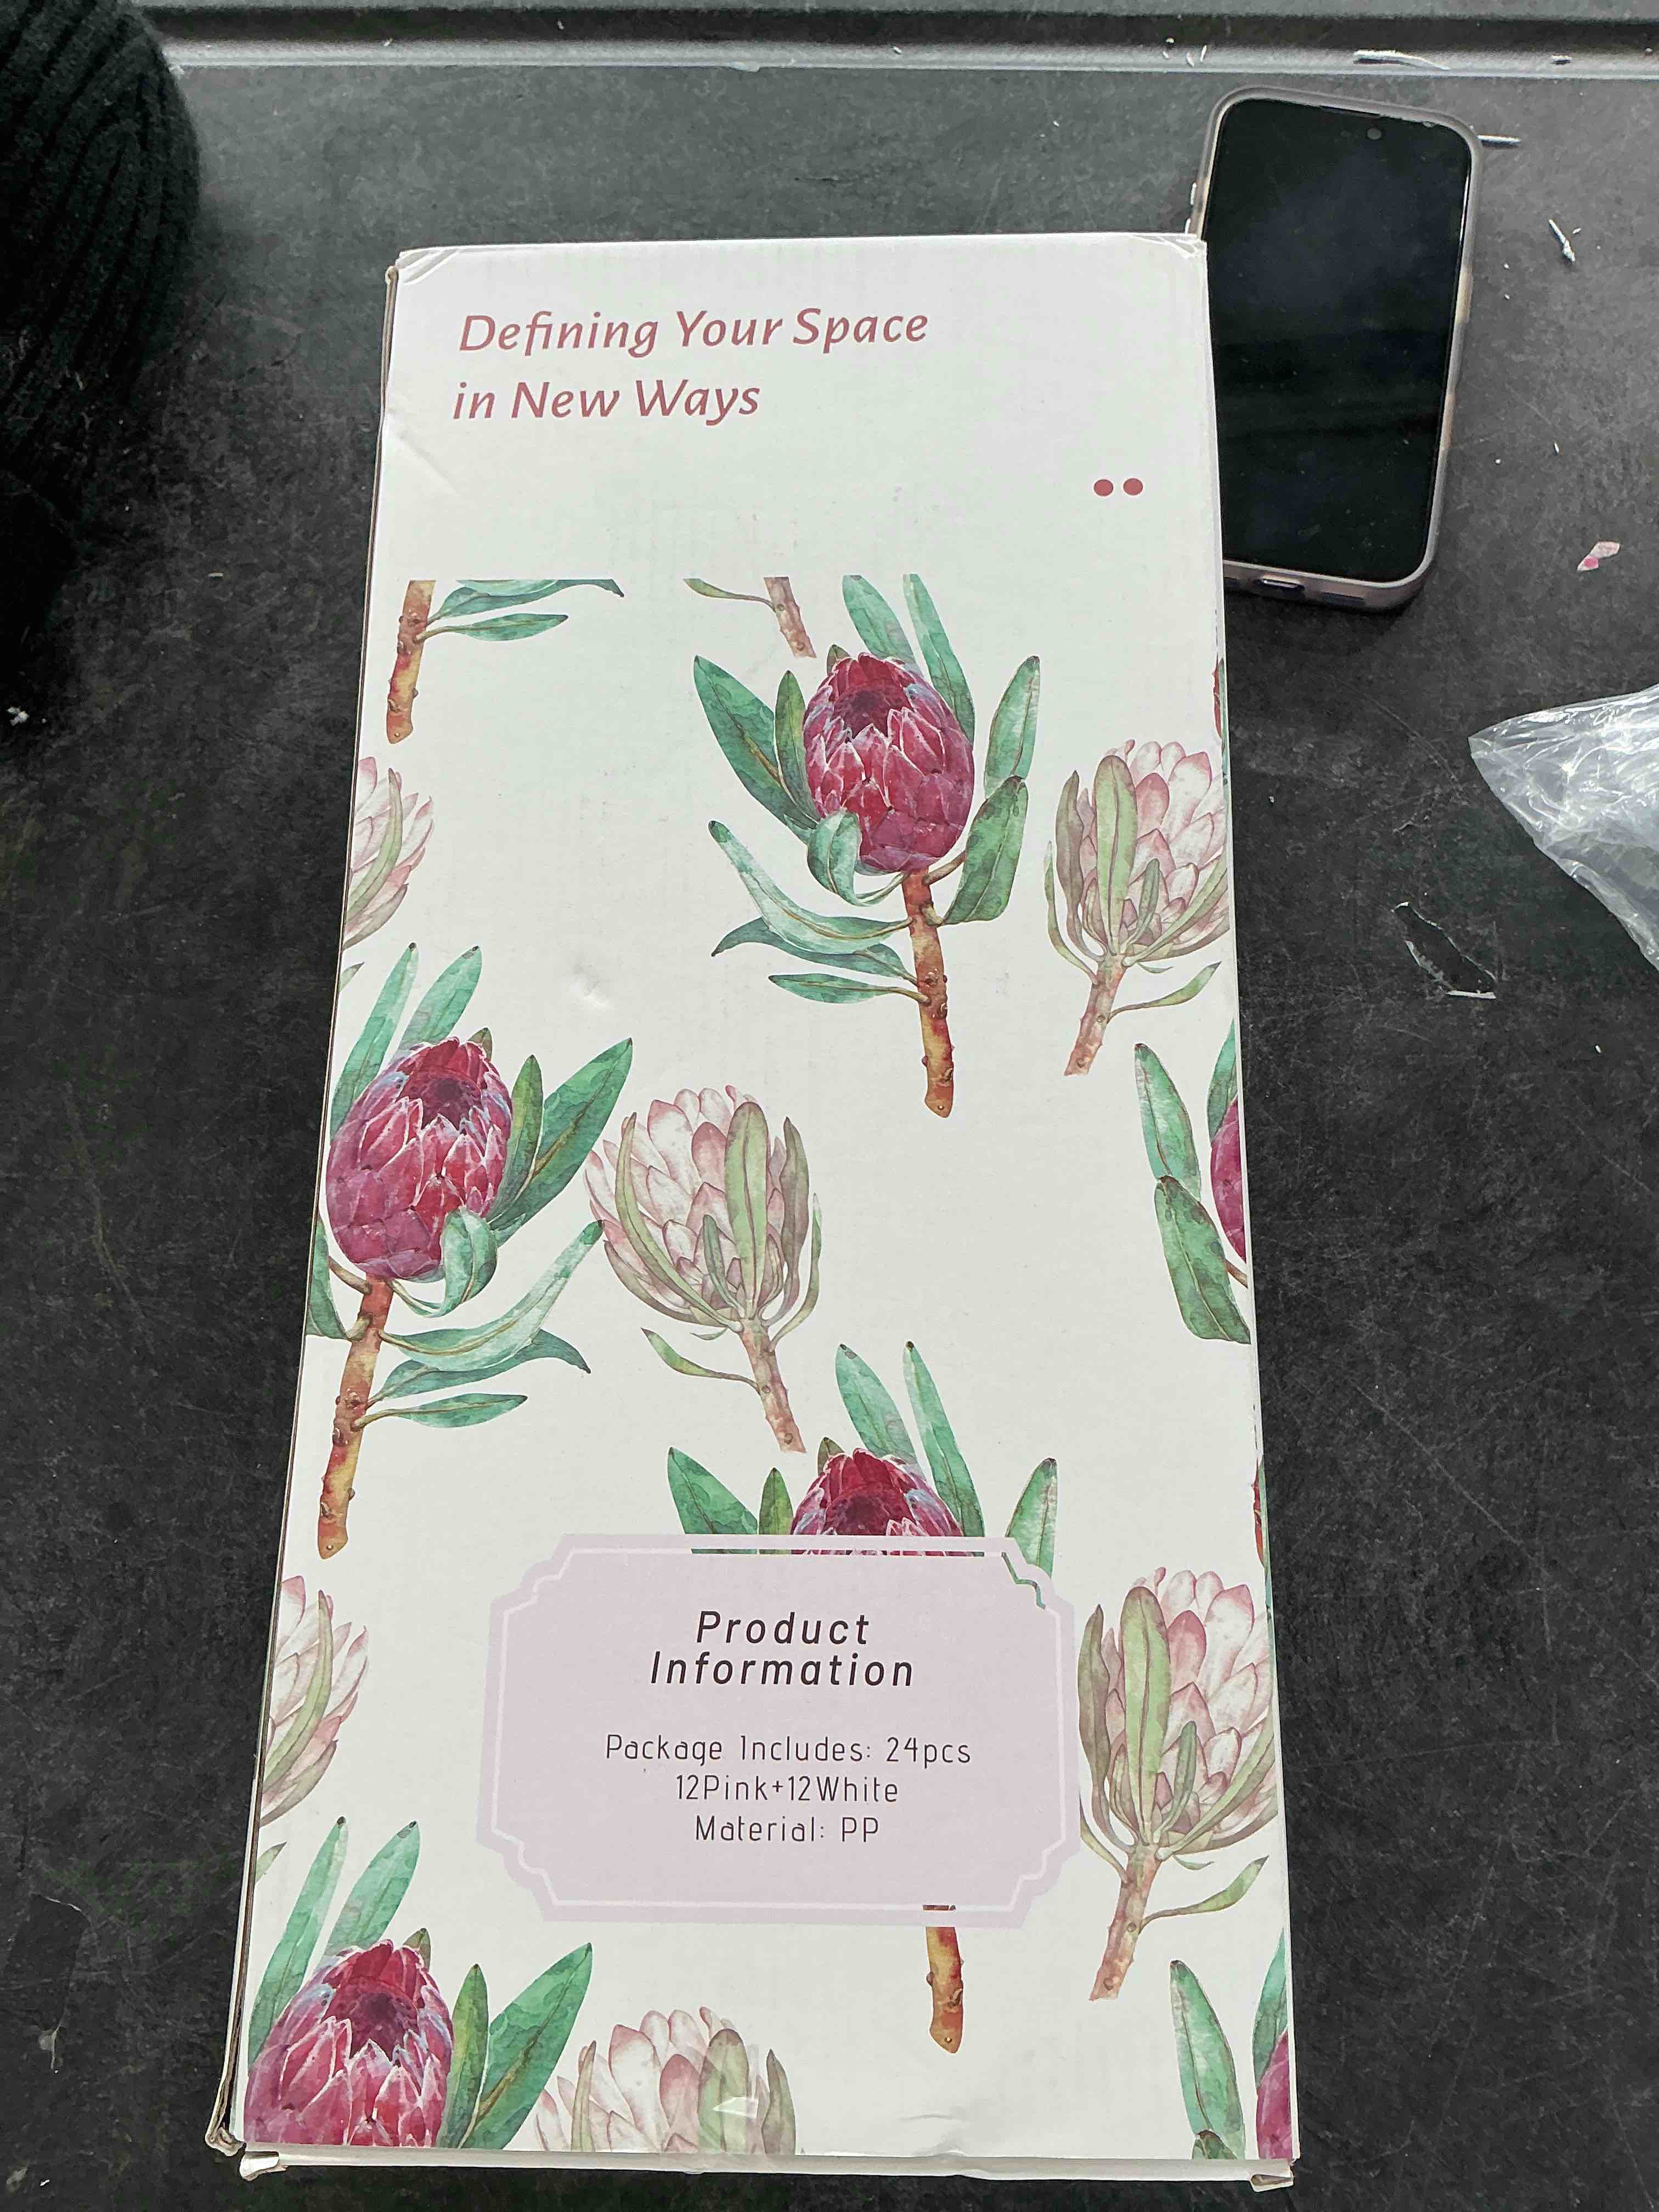 Defining Your Space
in New Ways
Product
Information
Package Includes: 24pcs
12Pink+12White
Material: PP